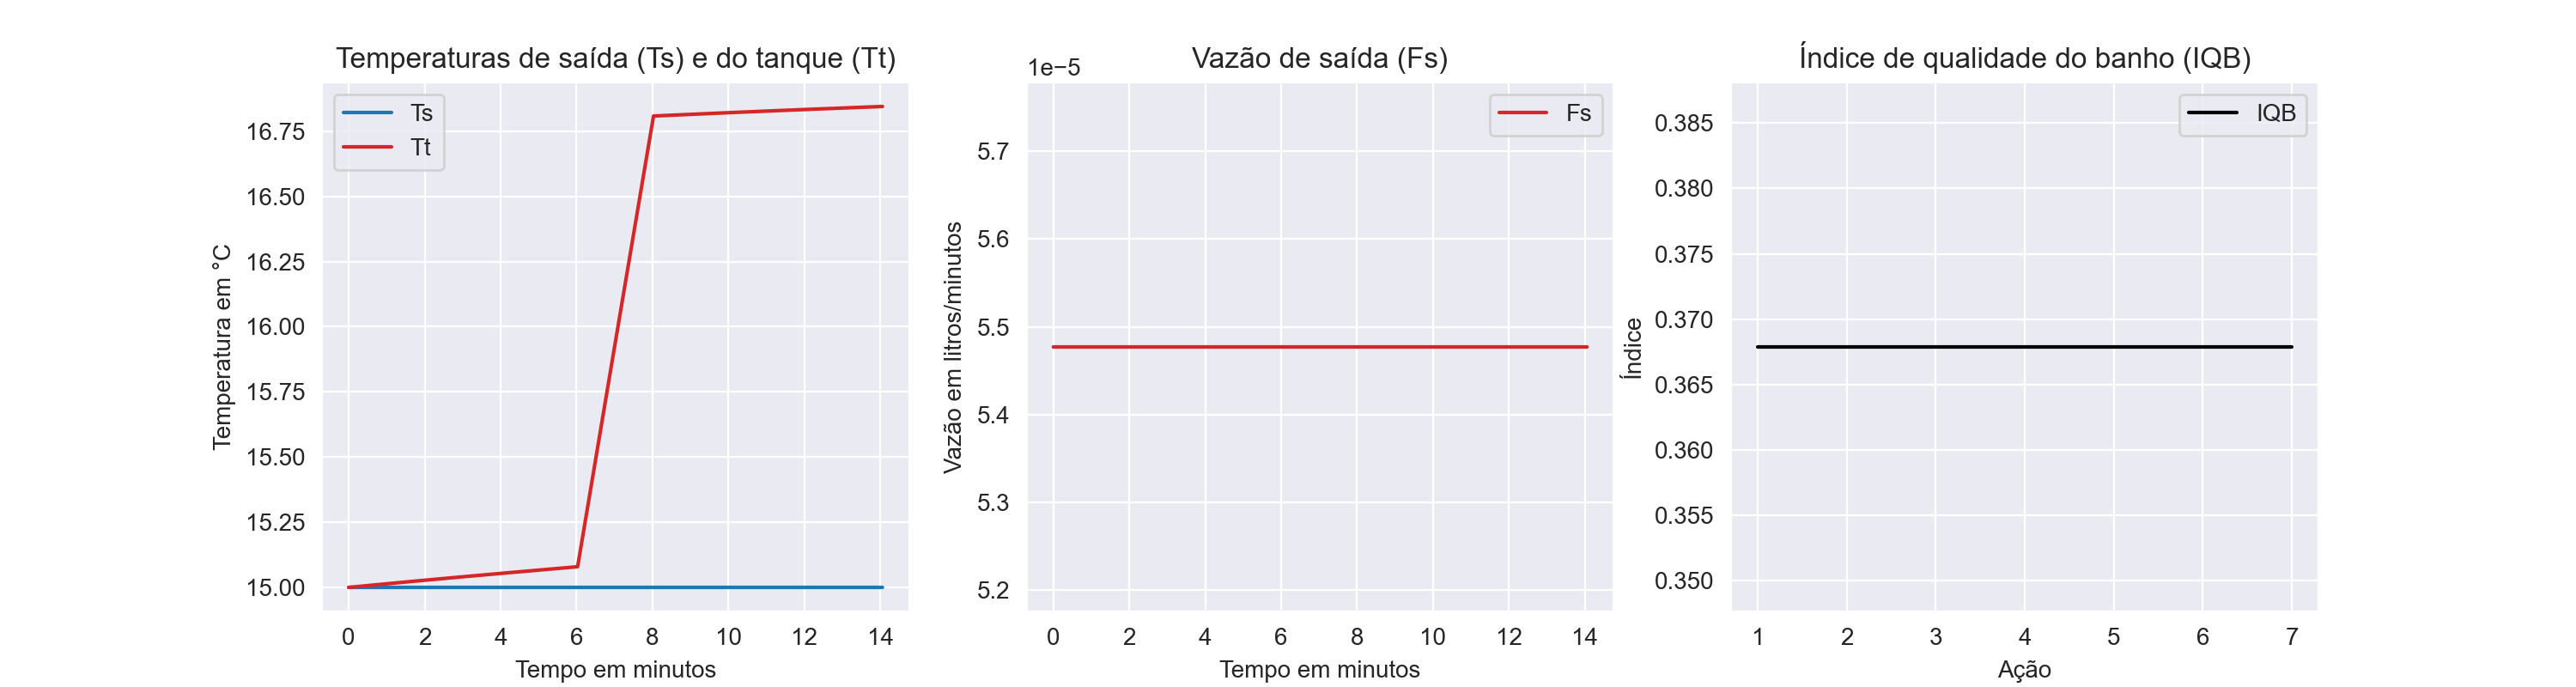 Temperaturas de saída (Ts) e do tanque (Tt)
Ts
Tt
16.75
16.50
16.25
16.00
15.75
15.50
15.25
15.00
Temperatura em °C
0 2 4 6 8 10 12 14
Tempo em minutos
Vazão de saída (Fs)
1e−5
Fs
5.7
5.6
5.5
5.4
5.3
5.2
Vazão em litros/minutos
0 2 4 6 8 10 12 14
Tempo em minutos
Índice de qualidade do banho (IQB)
IQB
0.385
0.380
0.375
0.370
0.365
0.360
0.355
0.350
Índice
1 2 3 4 5 6 7
Ação